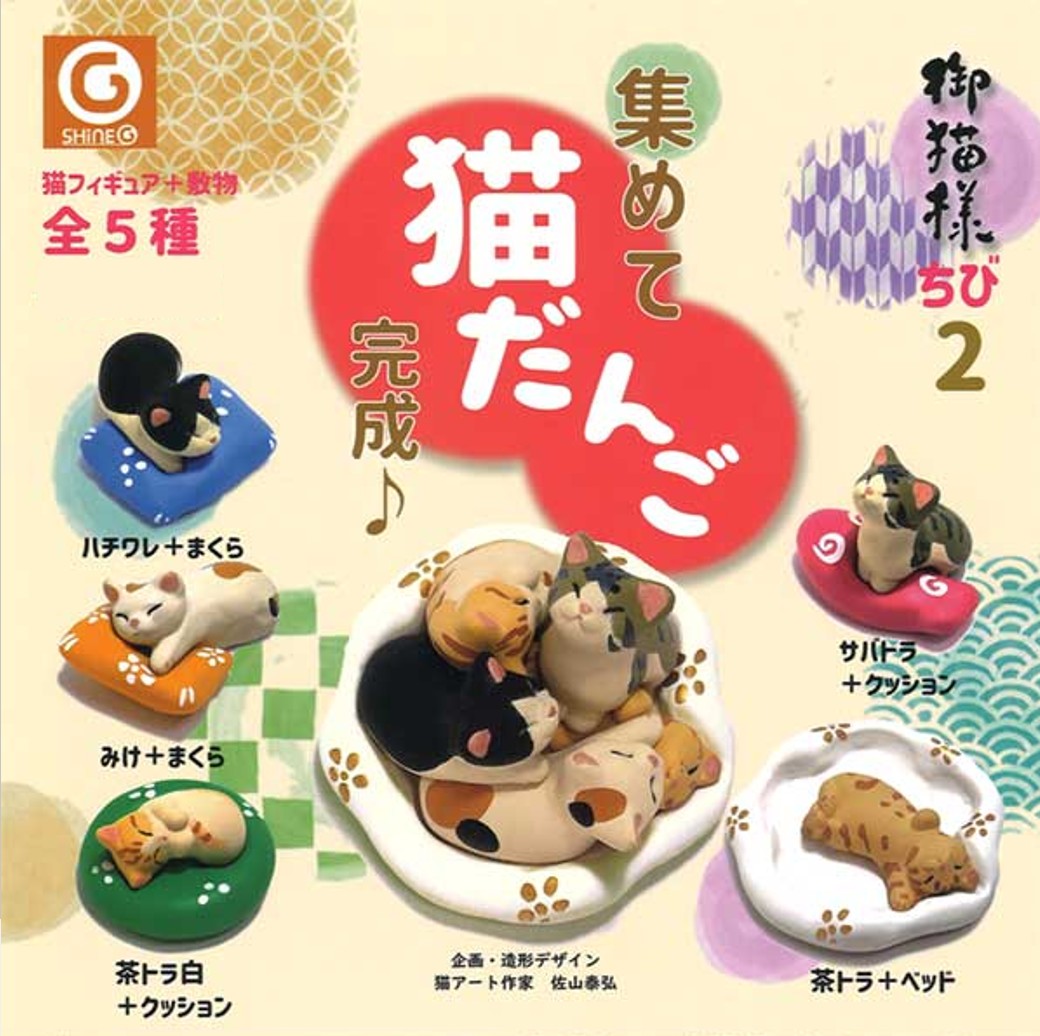 SHINEG
猫フィギュア+敷物
全5種
集めて
猫だんご
完成♪
御猫様
ちび
2
ハチワレ+まくら
みけ+まくら
茶トラ白
+クッション
サバトラ
+クッション
茶トラ+ベッド
企画・造形デザイン
猫アート作家 佐山泰弘